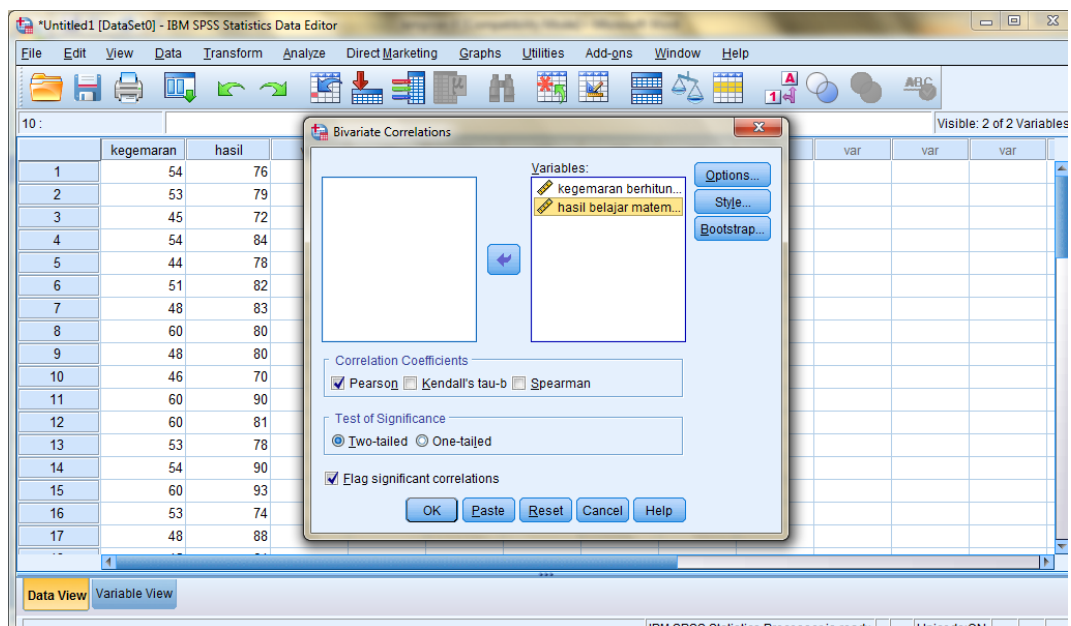 *Untitled1 [DataSet0] - IBM SPSS Statistics Data Editor
File Edit View Data Transform Analyze Direct Marketing Graphs Utilities Add-ons Window Help
10 :
Visible: 2 of 2 Variables
kegemaran hasil var var var
1 54 76
2 53 79
3 45 72
4 54 84
5 44 78
6 51 82
7 48 83
8 60 80
9 48 80
10 46 70
11 60 90
12 60 81
13 53 78
14 54 90
15 60 93
16 53 74
17 48 88
Bivariate Correlations
Variables:
kegemaran berhitun...
hasil belajar matem...
Options...
Style...
Bootstrap...
Correlation Coefficients
Pearson Kendall's tau-b Spearman
Test of Significance
Two-tailed One-tailed
Flag significant correlations
OK Paste Reset Cancel Help
Data View Variable View